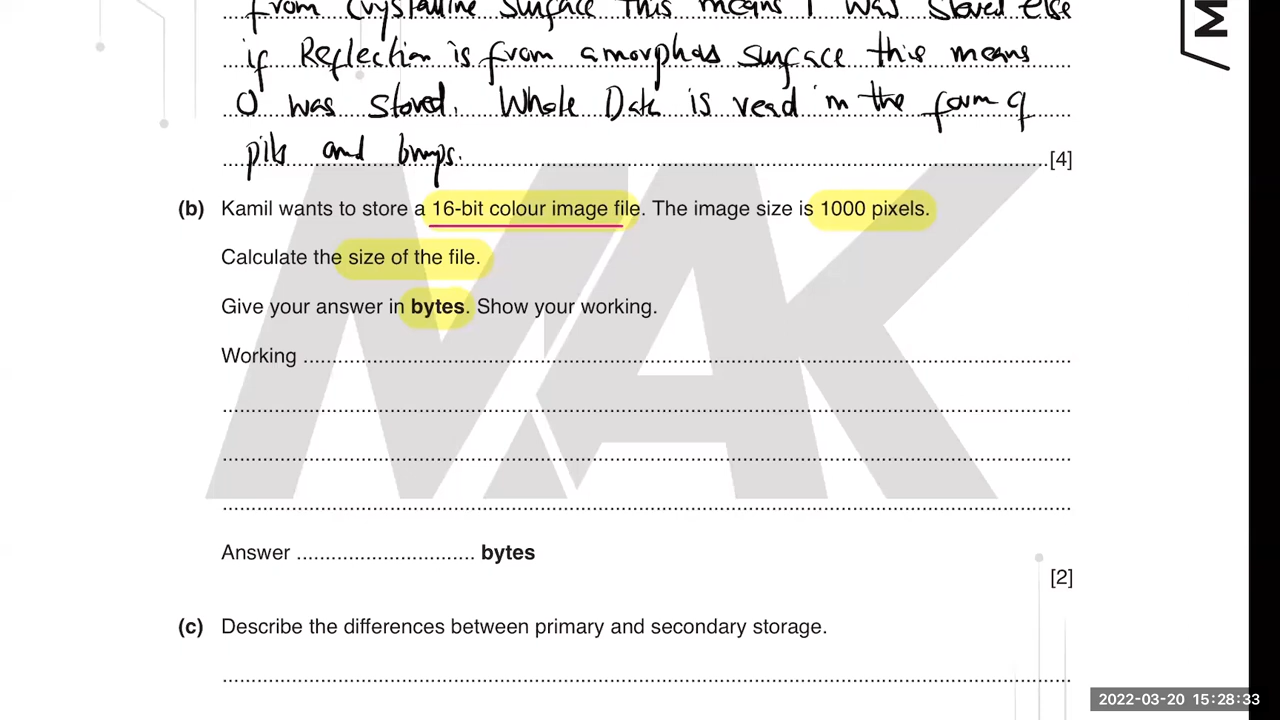 from Crystalline Surface this means 1 was stored else
if Reflection is from amorphas surface this means
0 was stored. Whole Data is read in the form of
pits and bumps.
[4]
(b) Kamil wants to store a 16-bit colour image file. The image size is 1000 pixels.
Calculate the size of the file.
Give your answer in bytes. Show your working.
Working ................................................................
................................................................
................................................................
................................................................
Answer ............................... bytes
[2]
(c) Describe the differences between primary and secondary storage.
................................................................
MAK
M
2022-03-20 15:28:33